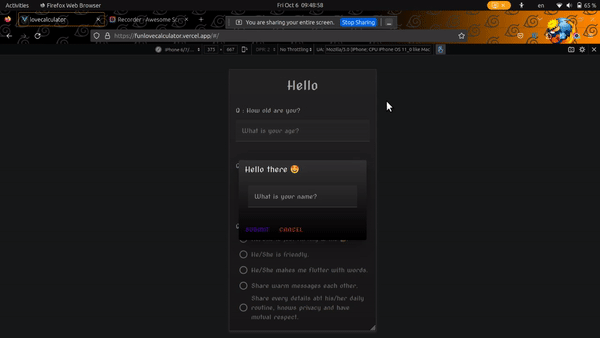 Activities
Firefox Web Browser
Fri Oct 6 09:48:58
en
65 %
lovecalculator
Recorder - Awesome Scree
You are sharing your entire screen.
Stop Sharing
https://funlovecalculator.vercel.app/#/
iPhone 6/7/
375 × 667
DPR: 2
No Throttling
UA: Mozilla/5.0 (iPhone; CPU iPhone OS 11_0 like Mac
Hello
Q : How old are you?
What is your age?
Hello there 🤩
What is your name?
SUBMIT
CANCEL
He/She is friendly.
He/She makes me flutter with words.
Share warm messages each other.
Share every details abt his/her daily
routine, knows privacy and have
mutual respect.